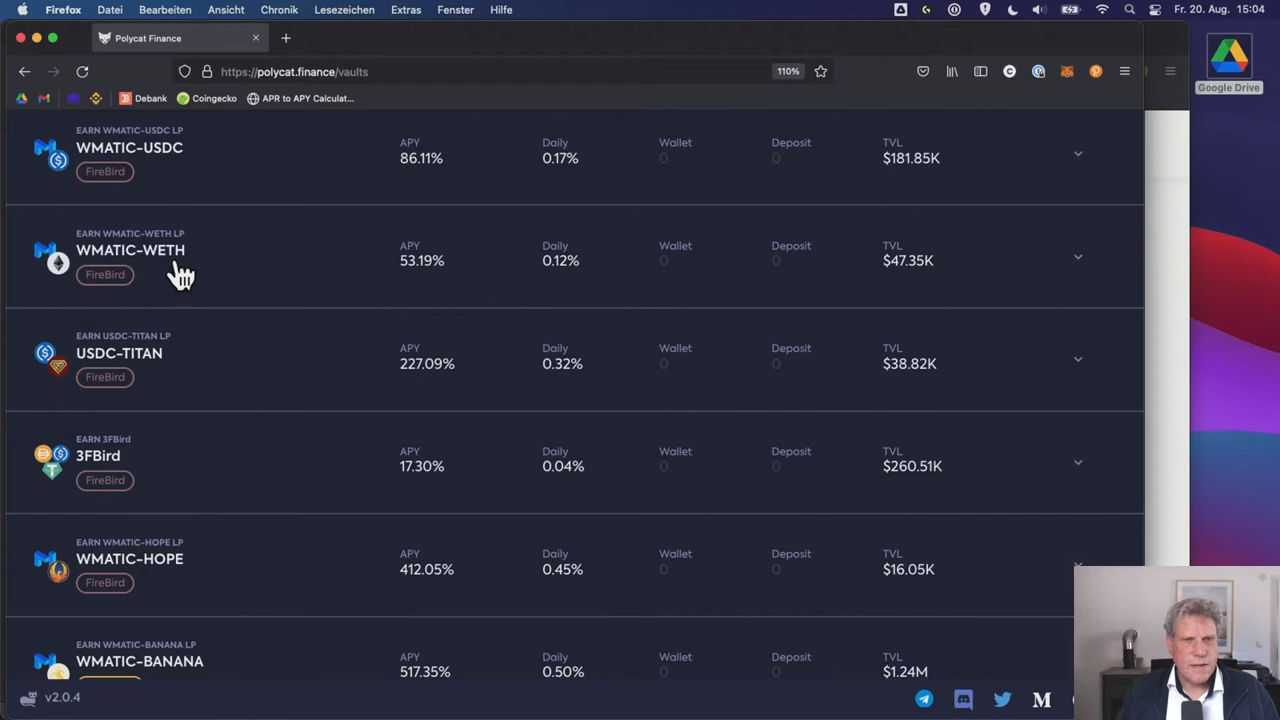 Firefox Datei Bearbeiten Ansicht Chronik Lesezeichen Extras Fenster Hilfe Fr. 20. Aug. 15:04
Polycat Finance
https://polycat.finance/vaults 110%
Debank Coingecko APR to APY Calculat...
Google Drive
EARN WMATIC-USDC LP
WMATIC-USDC
FireBird
APY Daily Wallet Deposit TVL
86.11% 0.17% 0 0 $181.85K
EARN WMATIC-WETH LP
WMATIC-WETH
FireBird
APY Daily Wallet Deposit TVL
53.19% 0.12% 0 0 $47.35K
EARN USDC-TITAN LP
USDC-TITAN
FireBird
APY Daily Wallet Deposit TVL
227.09% 0.32% 0 0 $38.82K
EARN 3FBird
3FBird
FireBird
APY Daily Wallet Deposit TVL
17.30% 0.04% 0 0 $260.51K
EARN WMATIC-HOPE LP
WMATIC-HOPE
FireBird
APY Daily Wallet Deposit TVL
412.05% 0.45% 0 0 $16.05K
EARN WMATIC-BANANA LP
WMATIC-BANANA
APY Daily Wallet Deposit TVL
517.35% 0.50% 0 0 $1.24M
v2.0.4